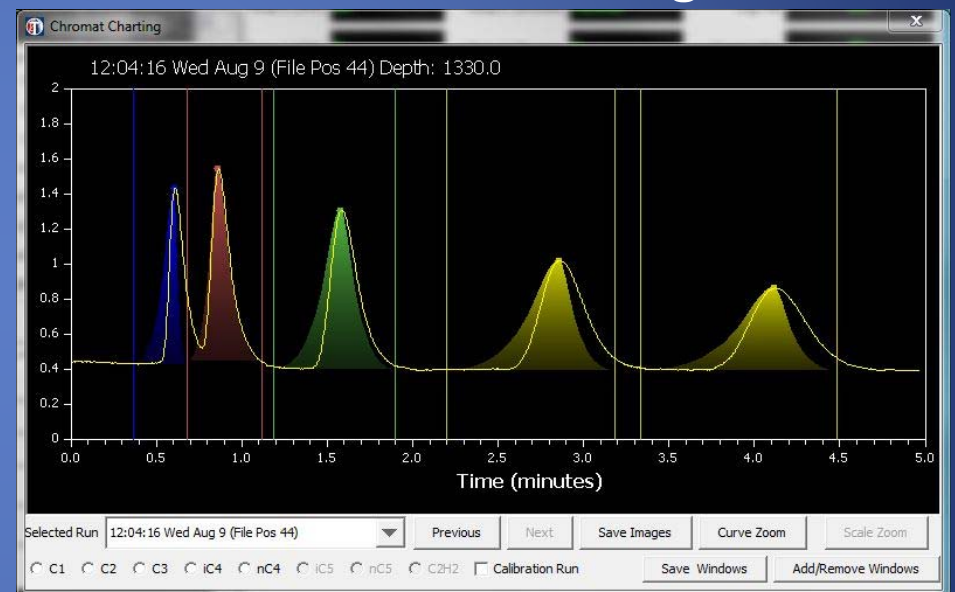 Chromat Charting
x
12:04:16 Wed Aug 9 (File Pos 44) Depth: 1330.0
2
1.8
1.6
1.4
1.2
1
0.8
0.6
0.4
0.2
0
0.0 0.5 1.0 1.5 2.0 2.5 3.0 3.5 4.0 4.5 5.0
Time (minutes)
Selected Run 12:04:16 Wed Aug 9 (File Pos 44) Previous Next Save Images Curve Zoom Scale Zoom
C1 C2 C3 iC4 nC4 iC5 nC5 C2H2 Calibration Run Save Windows Add/Remove Windows